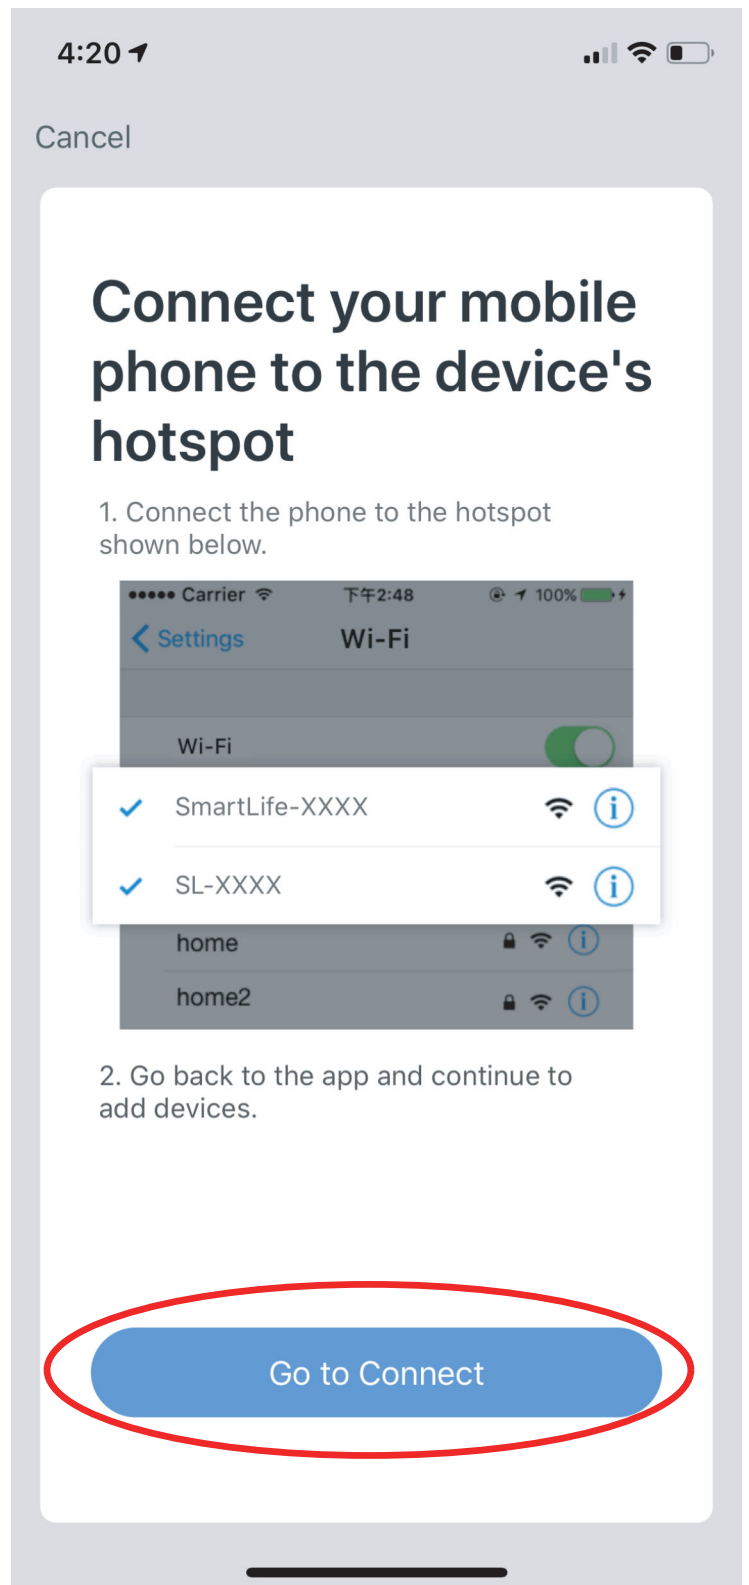 4:20
Cancel
Connect your mobile
phone to the device's
hotspot
1. Connect the phone to the hotspot
shown below.
Carrier 下午2:48 100%
Settings Wi-Fi
Wi-Fi
SmartLife-XXXX
SL-XXXX
home
home2
2. Go back to the app and continue to
add devices.
Go to Connect